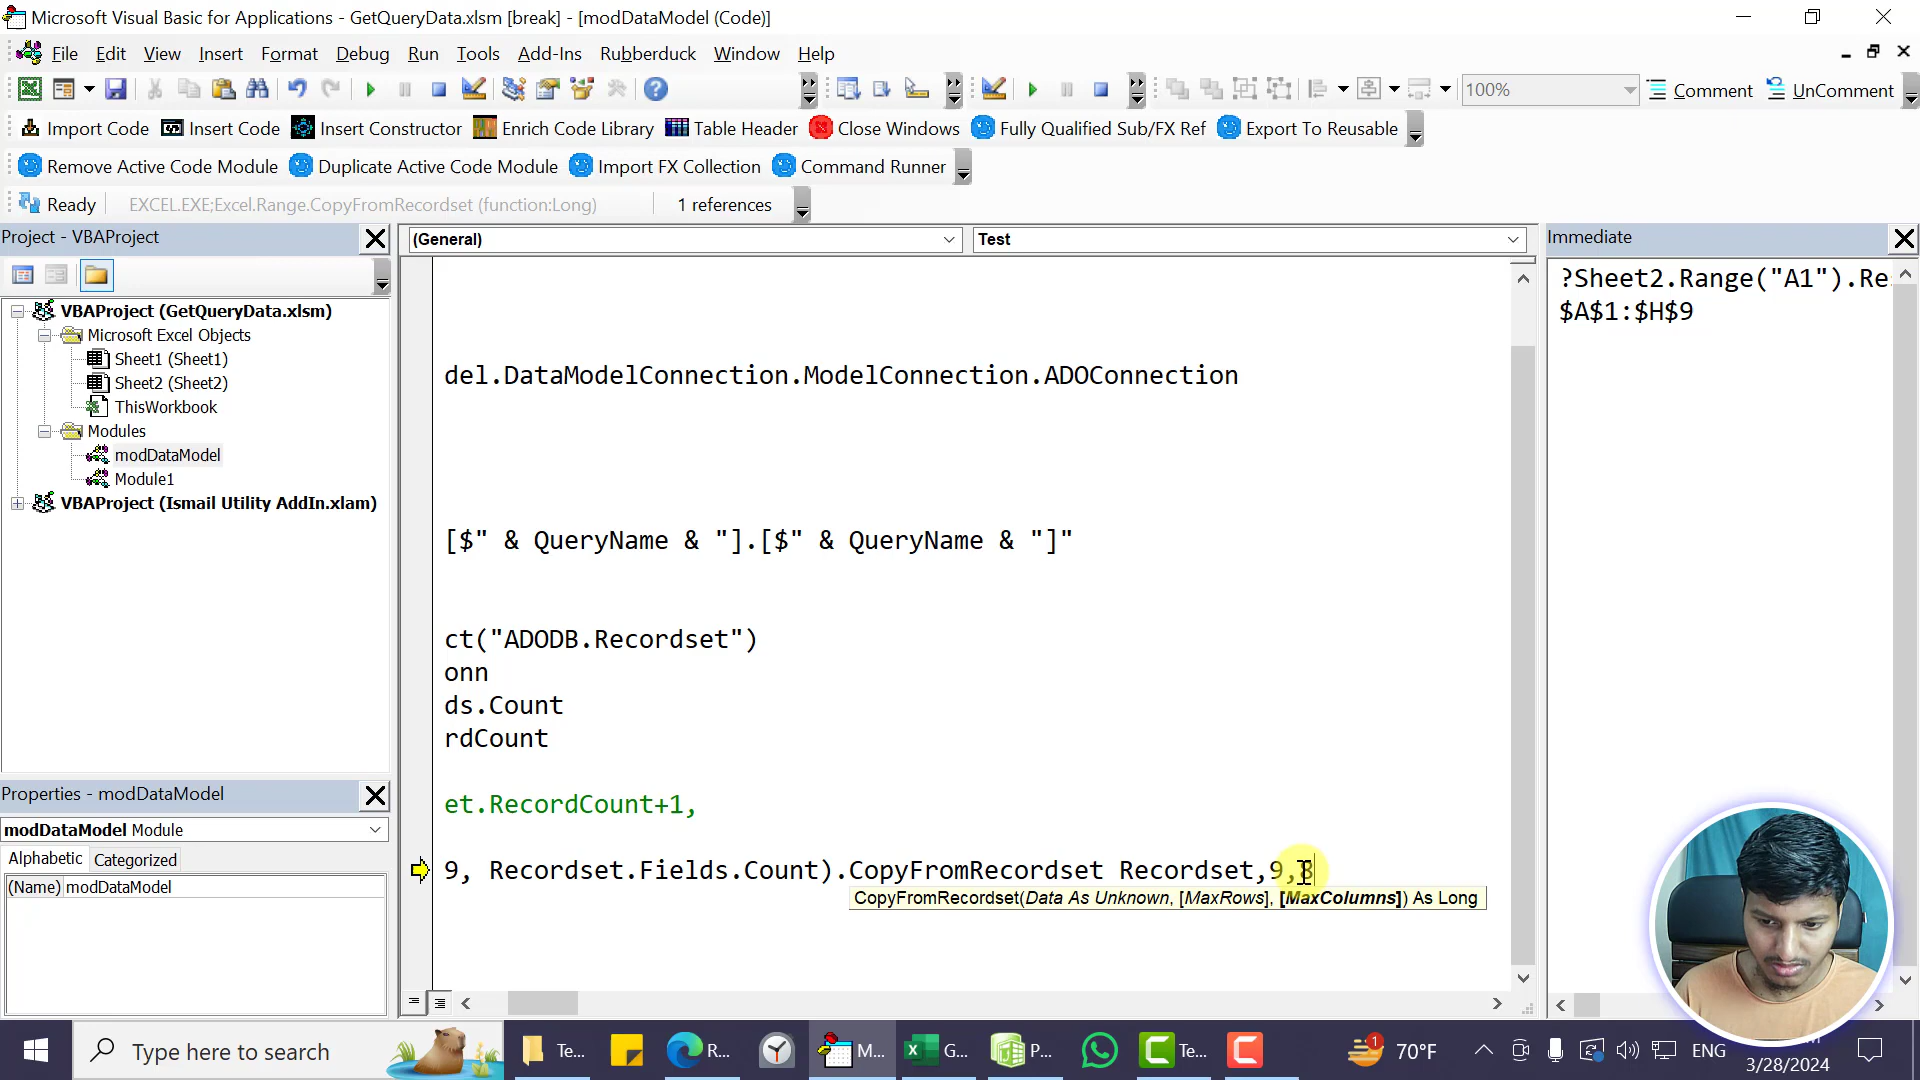 Microsoft Visual Basic for Applications - GetQueryData.xlsm [break] - [modDataModel (Code)]
File Edit View Insert Format Debug Run Tools Add-Ins Rubberduck Window Help
100% Comment UnComment
Import Code Insert Code Insert Constructor Enrich Code Library Table Header Close Windows Fully Qualified Sub/FX Ref Export To Reusable
Remove Active Code Module Duplicate Active Code Module Import FX Collection Command Runner
Ready EXCEL.EXE;Excel.Range.CopyFromRecordset (function:Long) 1 references
Project - VBAProject
(General) Test
Immediate
VBAProject (GetQueryData.xlsm)
Microsoft Excel Objects
Sheet1 (Sheet1)
Sheet2 (Sheet2)
ThisWorkbook
Modules
modDataModel
Module1
VBAProject (Ismail Utility AddIn.xlam)
del.DataModelConnection.ModelConnection.ADOConnection
[$" & QueryName & "].[$" & QueryName & "]"
ct("ADODB.Recordset")
onn
ds.Count
rdCount
et.RecordCount+1,
9, Recordset.Fields.Count).CopyFromRecordset Recordset,9,8
CopyFromRecordset(Data As Unknown, [MaxRows], [MaxColumns]) As Long
?Sheet2.Range("A1").Re
$A$1:$H$9
Properties - modDataModel
modDataModel Module
Alphabetic Categorized
(Name) modDataModel
Type here to search
Te... R... M... G... P... Te...
1 70°F ENG
3/28/2024